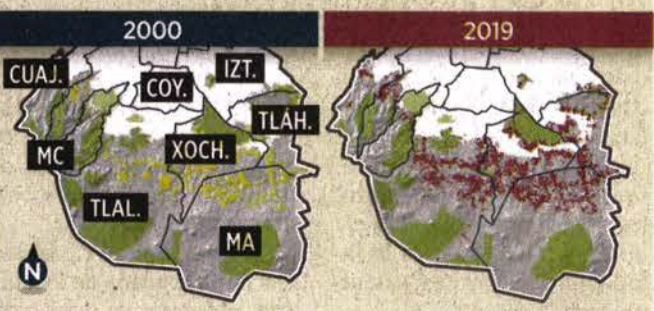 2000
2019
CUAJ.
COY.
IZT.
TLÁH.
MC
XOCH.
TLAL.
MA
N